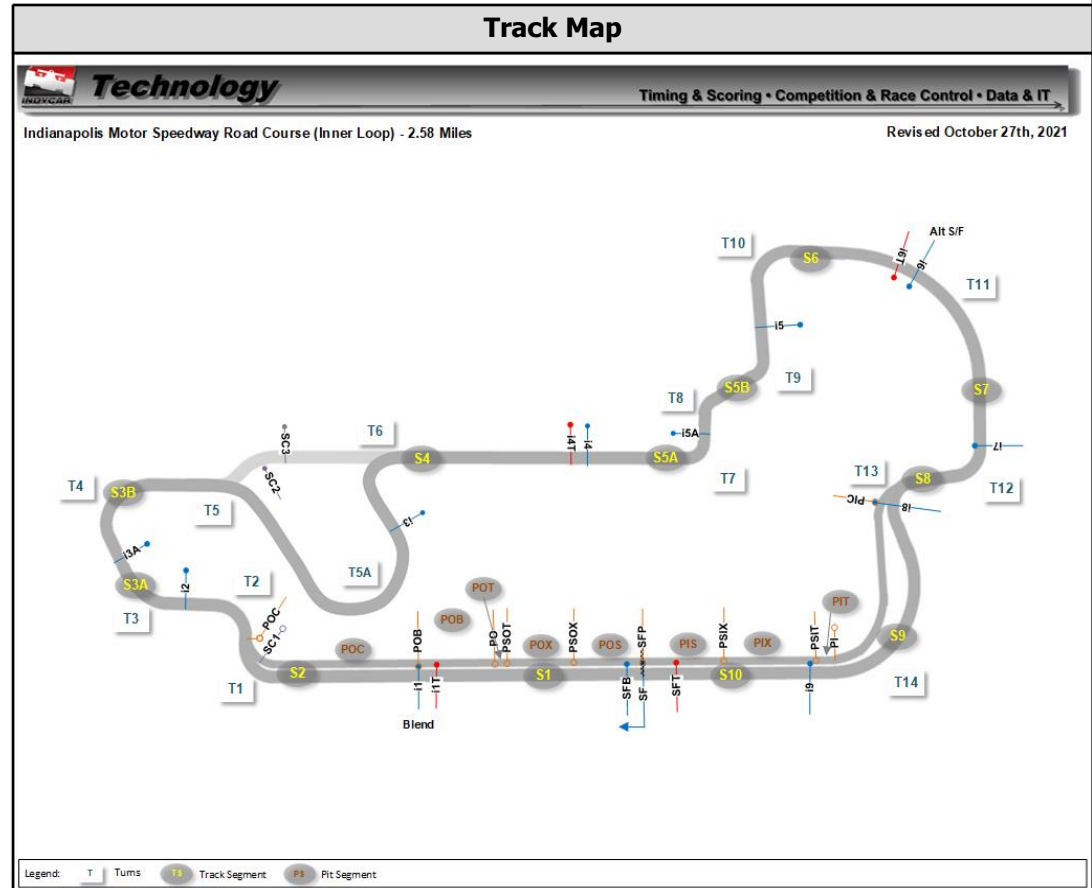 Track Map
INDYCAR Technology
Timing & Scoring • Competition & Race Control • Data & IT
Indianapolis Motor Speedway Road Course (Inner Loop) - 2.58 Miles
Revised October 27th, 2021
Alt S/F
T10
S6
i6T
i6
T11
i5
T9
S5B
S7
T8
i5A
i7
T6
SC3
S4
i4T
i4
S5A
T7
T13
S8
T12
SC2
T4
S3B
PIC
i8
T5
i3
i3A
T5A
S3A
i2
T2
POT
PIT
T3
POC
SC1
POB
POB
PO
PSOT
POX
PSOX
POS
SFP
PIS
PSIX
PIX
PSIT
PI
S9
POC
T1
S2
i1
i1T
S1
SFB
SF
SFT
S10
i9
T14
Blend
Legend: T Turns TS Track Segment PS Pit Segment